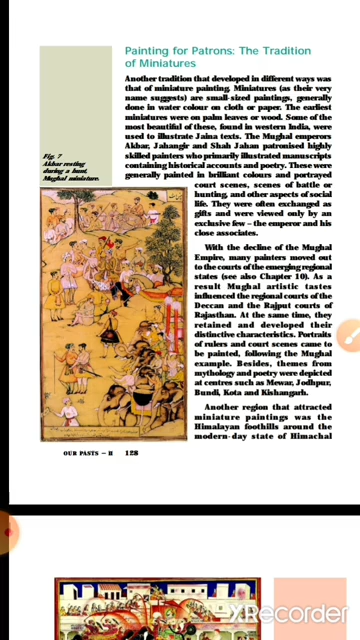 Painting for Patrons: The Tradition
of Miniatures
Another tradition that developed in different ways was
that of miniature painting. Miniatures (as their very
name suggests) are small-sized paintings, generally
done in water colour on cloth or paper. The earliest
miniatures were on palm leaves or wood. Some of the
most beautiful of these, found in western India, were
used to illustrate Jaina texts. The Mughal emperors
Akbar, Jahangir and Shah Jahan patronised highly
skilled painters who primarily illustrated manuscripts
containing historical accounts and poetry. These were
generally painted in brilliant colours and portrayed
court scenes, scenes of battle or
hunting, and other aspects of social
life. They were often exchanged as
gifts and were viewed only by an
exclusive few – the emperor and his
close associates.
Fig. 7
Akbar resting
during a hunt,
Mughal miniature.
With the decline of the Mughal
Empire, many painters moved out
to the courts of the emerging regional
states (see also Chapter 10). As a
result Mughal artistic tastes
influenced the regional courts of the
Deccan and the Rajput courts of
Rajasthan. At the same time, they
retained and developed their
distinctive characteristics. Portraits
of rulers and court scenes came to
be painted, following the Mughal
example. Besides, themes from
mythology and poetry were depicted
at centres such as Mewar, Jodhpur,
Bundi, Kota and Kishangarh.
Another region that attracted
miniature paintings was the
Himalayan foothills around the
modern-day state of Himachal
OUR PASTS – II 128
XRecorder